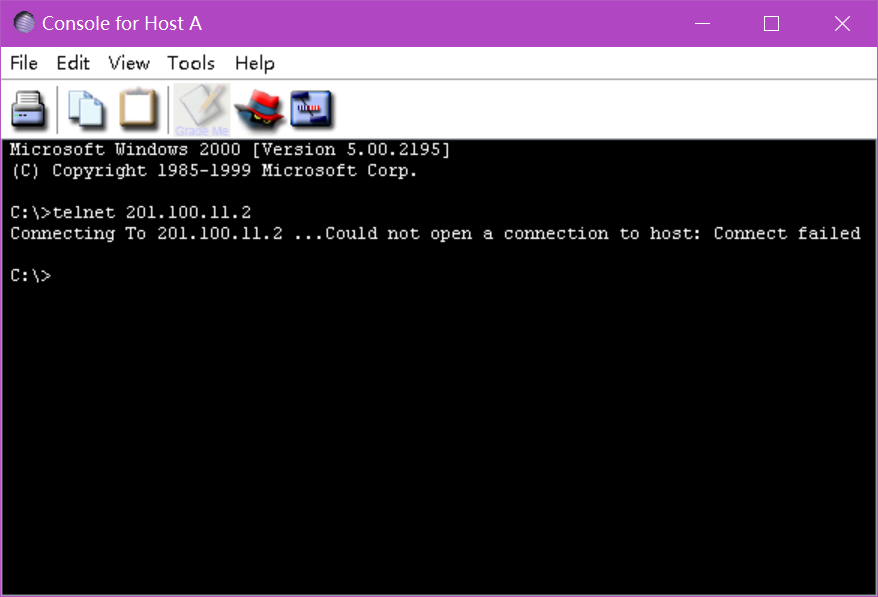 Console for Host A
File Edit View Tools Help
Grade Me
Microsoft Windows 2000 [Version 5.00.2195]
(C) Copyright 1985-1999 Microsoft Corp.
C:\>telnet 201.100.11.2
Connecting To 201.100.11.2 ...Could not open a connection to host: Connect failed
C:\>